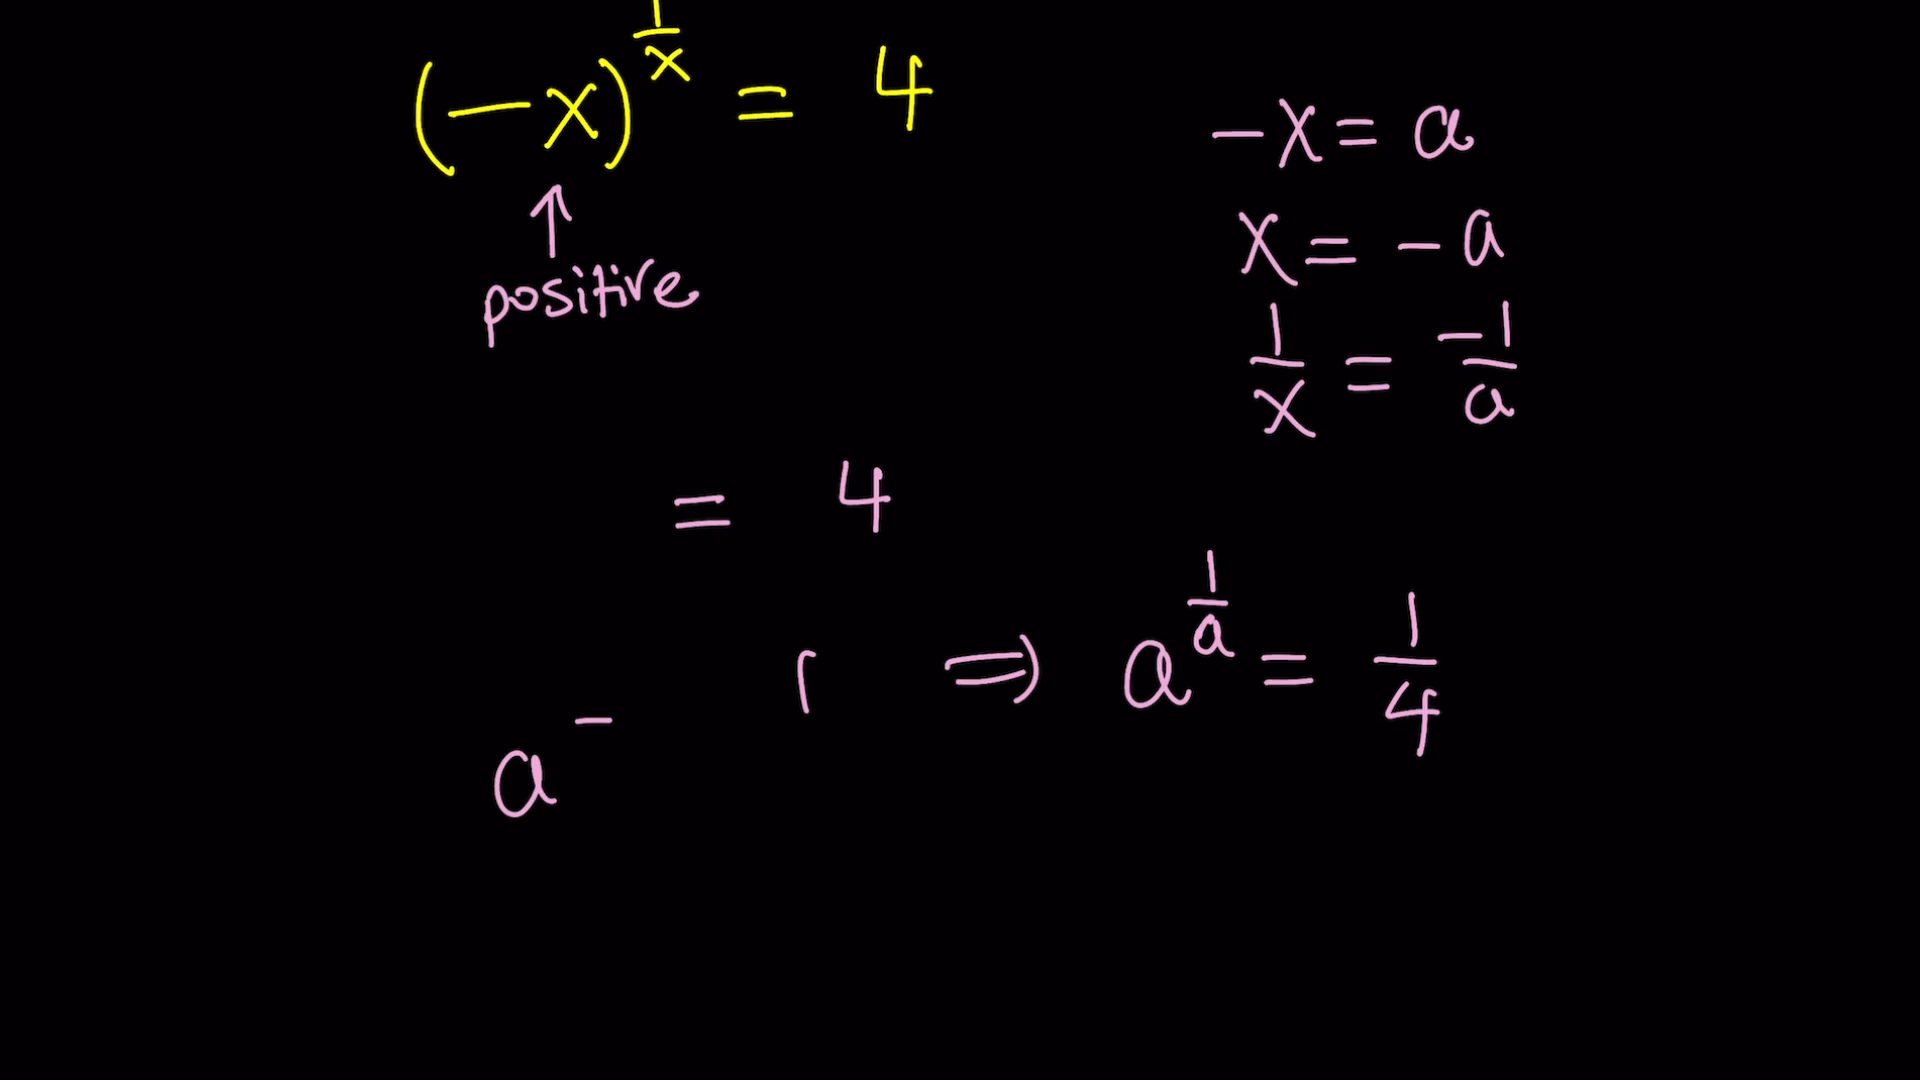 (-x)^{1/x} = 4
positive
-x = a
x = -a
1/x = -1/a
= 4
a^- ⇒ a^{1/a} = 1/4